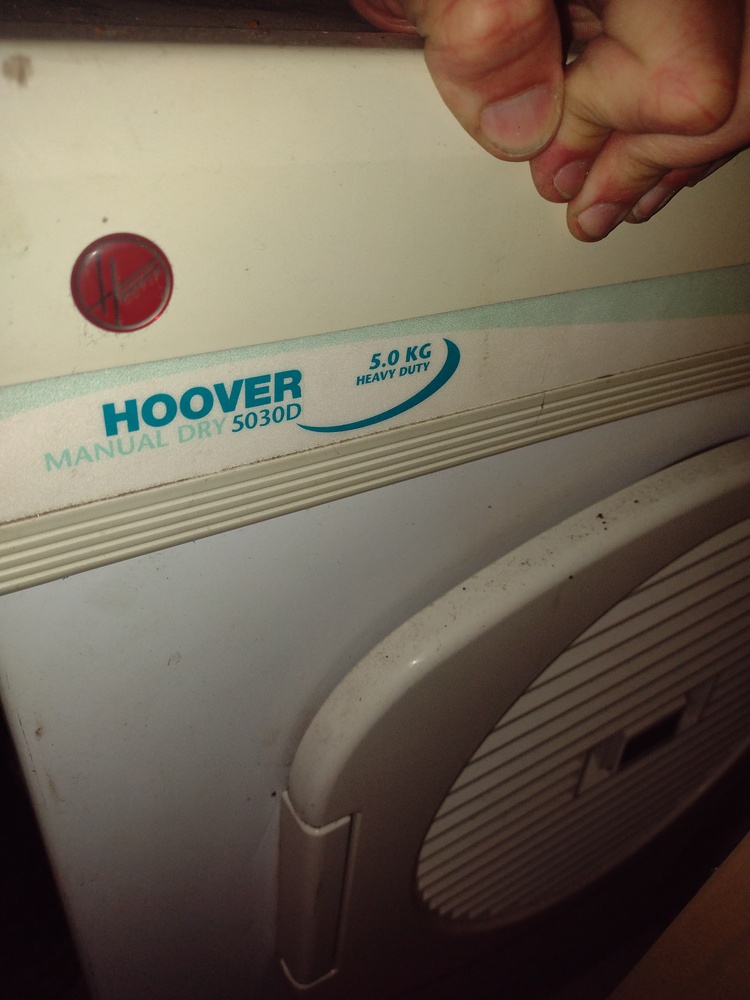 5.0 KG
HEAVY DUTY
HOOVER
MANUAL DRY 5030D